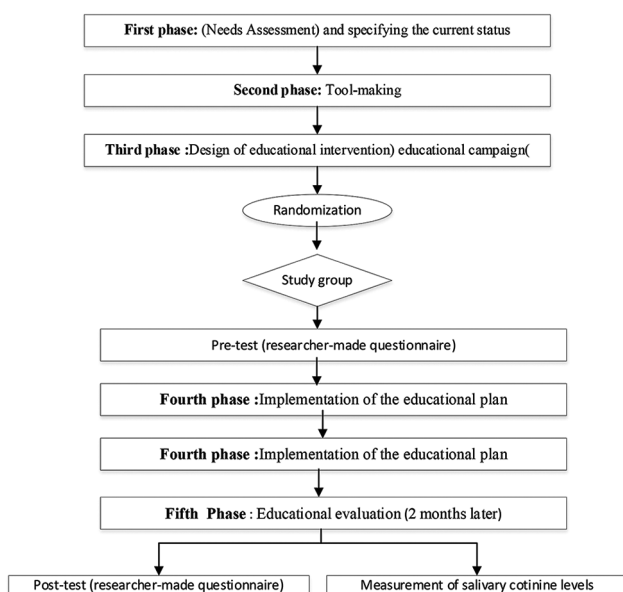 First phase: (Needs Assessment) and specifying the current status
Second phase: Tool-making
Third phase :Design of educational intervention) educational campaign(
Randomization
Study group
Pre-test (researcher-made questionnaire)
Fourth phase :Implementation of the educational plan
Fourth phase :Implementation of the educational plan
Fifth Phase : Educational evaluation (2 months later)
Post-test (researcher-made questionnaire)
Measurement of salivary cotinine levels